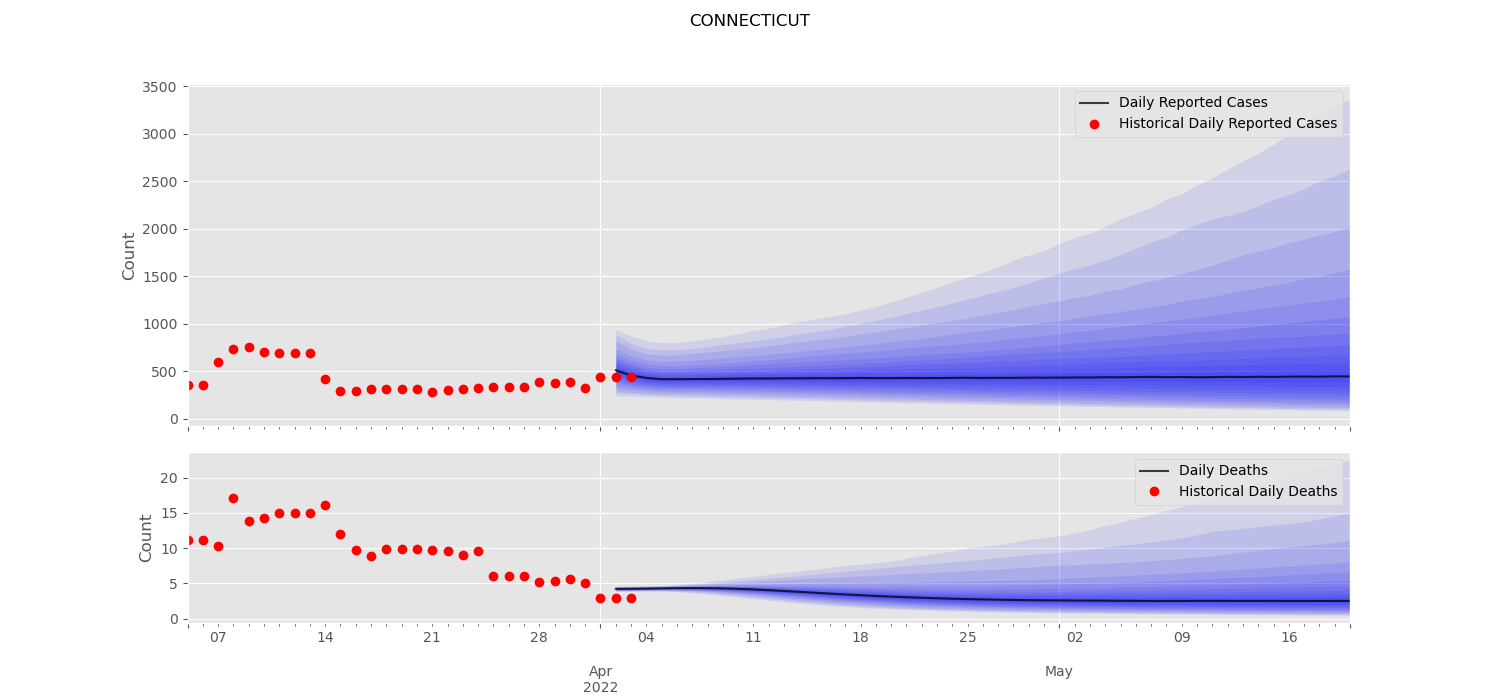 CONNECTICUT
3500
3000
2500
2000
1500
1000
500
0
Count
Daily Reported Cases
Historical Daily Reported Cases
20
15
10
5
0
Count
Daily Deaths
Historical Daily Deaths
07 14 21 28 04 11 18 25 02 09 16
Apr May
2022